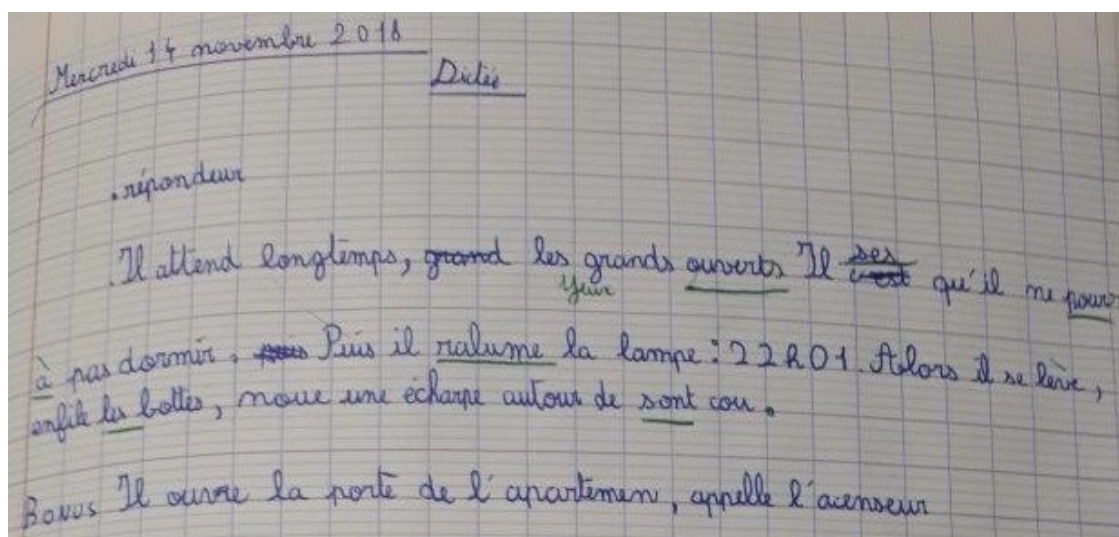 Mercredi 14 novembre 2018
Dictée
. répondeur
Il attend longtemps, grand les grands ouverts Il ses c'est qu'il ne pour
yeux
à pas dormir, Puis il ralume la lampe : 22h01. Alors il se lève,
enfile les bottes, noue une écharpe autour de sont cou.
Bonus Il ouvre la porte de l'apartemen, appelle l'acenseur